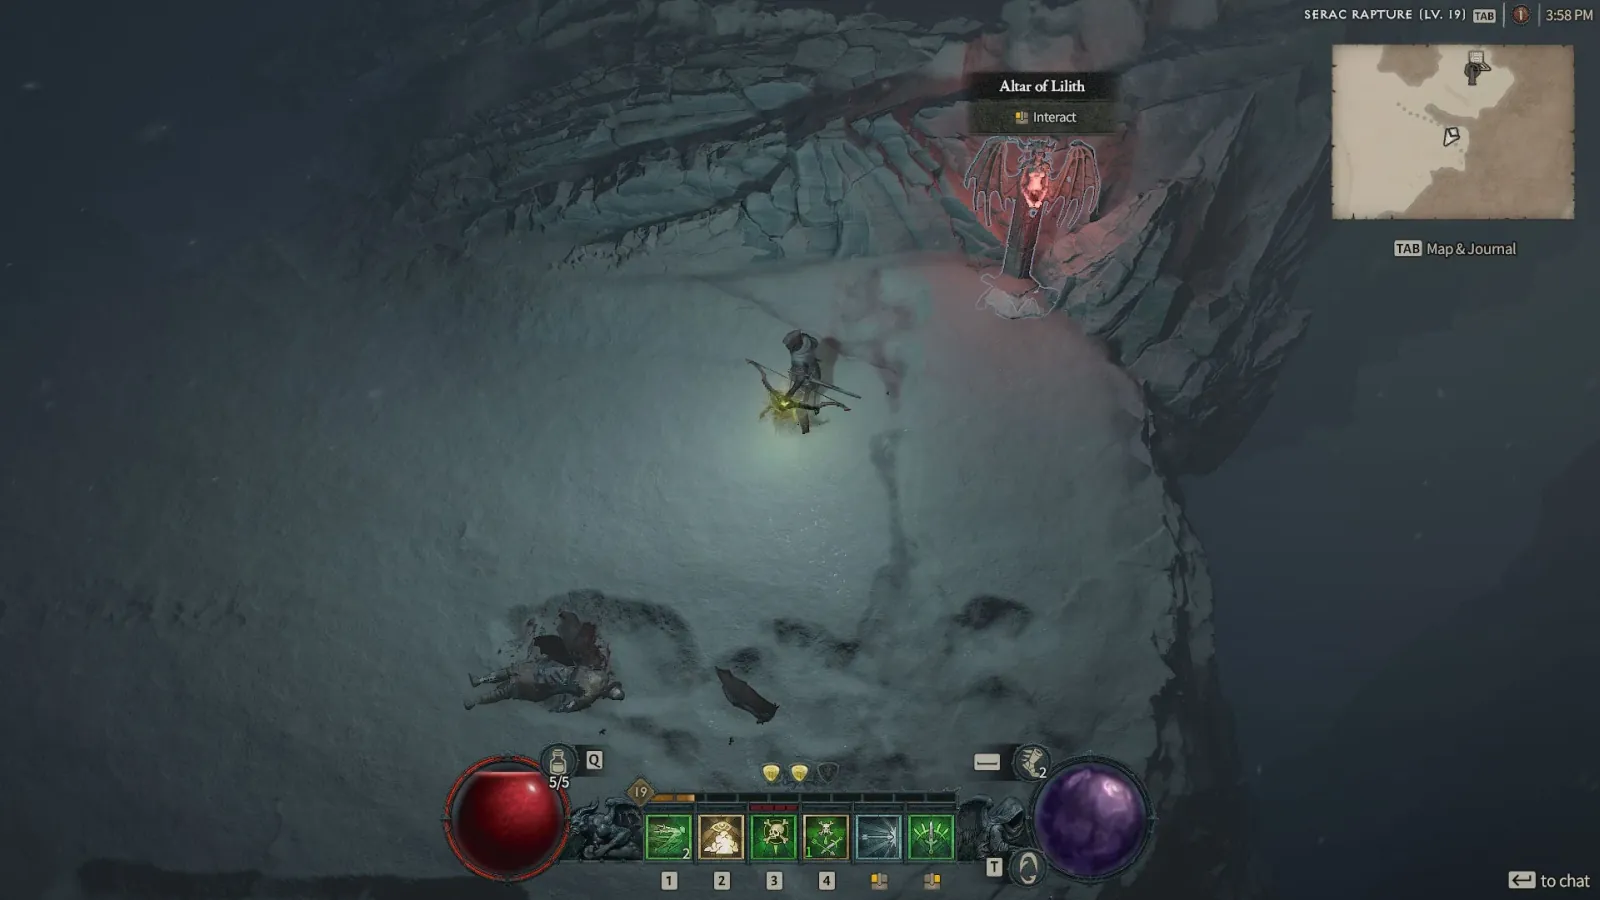 SERAC RAPTURE (LV. 19) TAB 3:58 PM
Altar of Lilith
Interact
TAB Map & Journal
5/5
Q
2
19
2
1
T
1 2 3 4
to chat